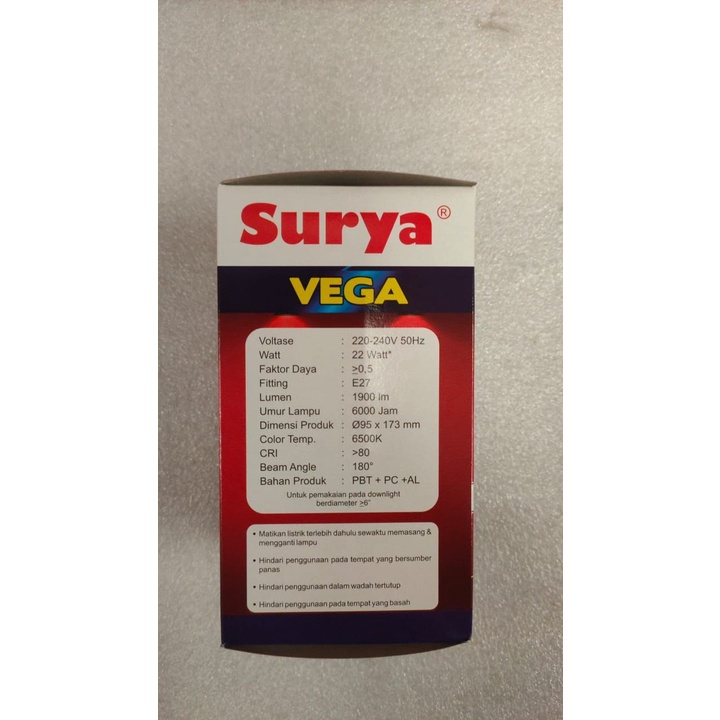 Surya®
VEGA
Voltase : 220-240V 50Hz
Watt : 22 Watt*
Faktor Daya : ≥0,5
Fitting : E27
Lumen : 1900 lm
Umur Lampu : 6000 Jam
Dimensi Produk : Ø95 x 173 mm
Color Temp. : 6500K
CRI : >80
Beam Angle : 180°
Bahan Produk : PBT + PC +AL
Untuk pemakaian pada downlight
berdiameter ≥6"
• Matikan listrik terlebih dahulu sewaktu memasang &
mengganti lampu
• Hindari penggunaan pada tempat yang bersumber
panas
• Hindari penggunaan dalam wadah tertutup
• Hindari penggunaan pada tempat yang basah